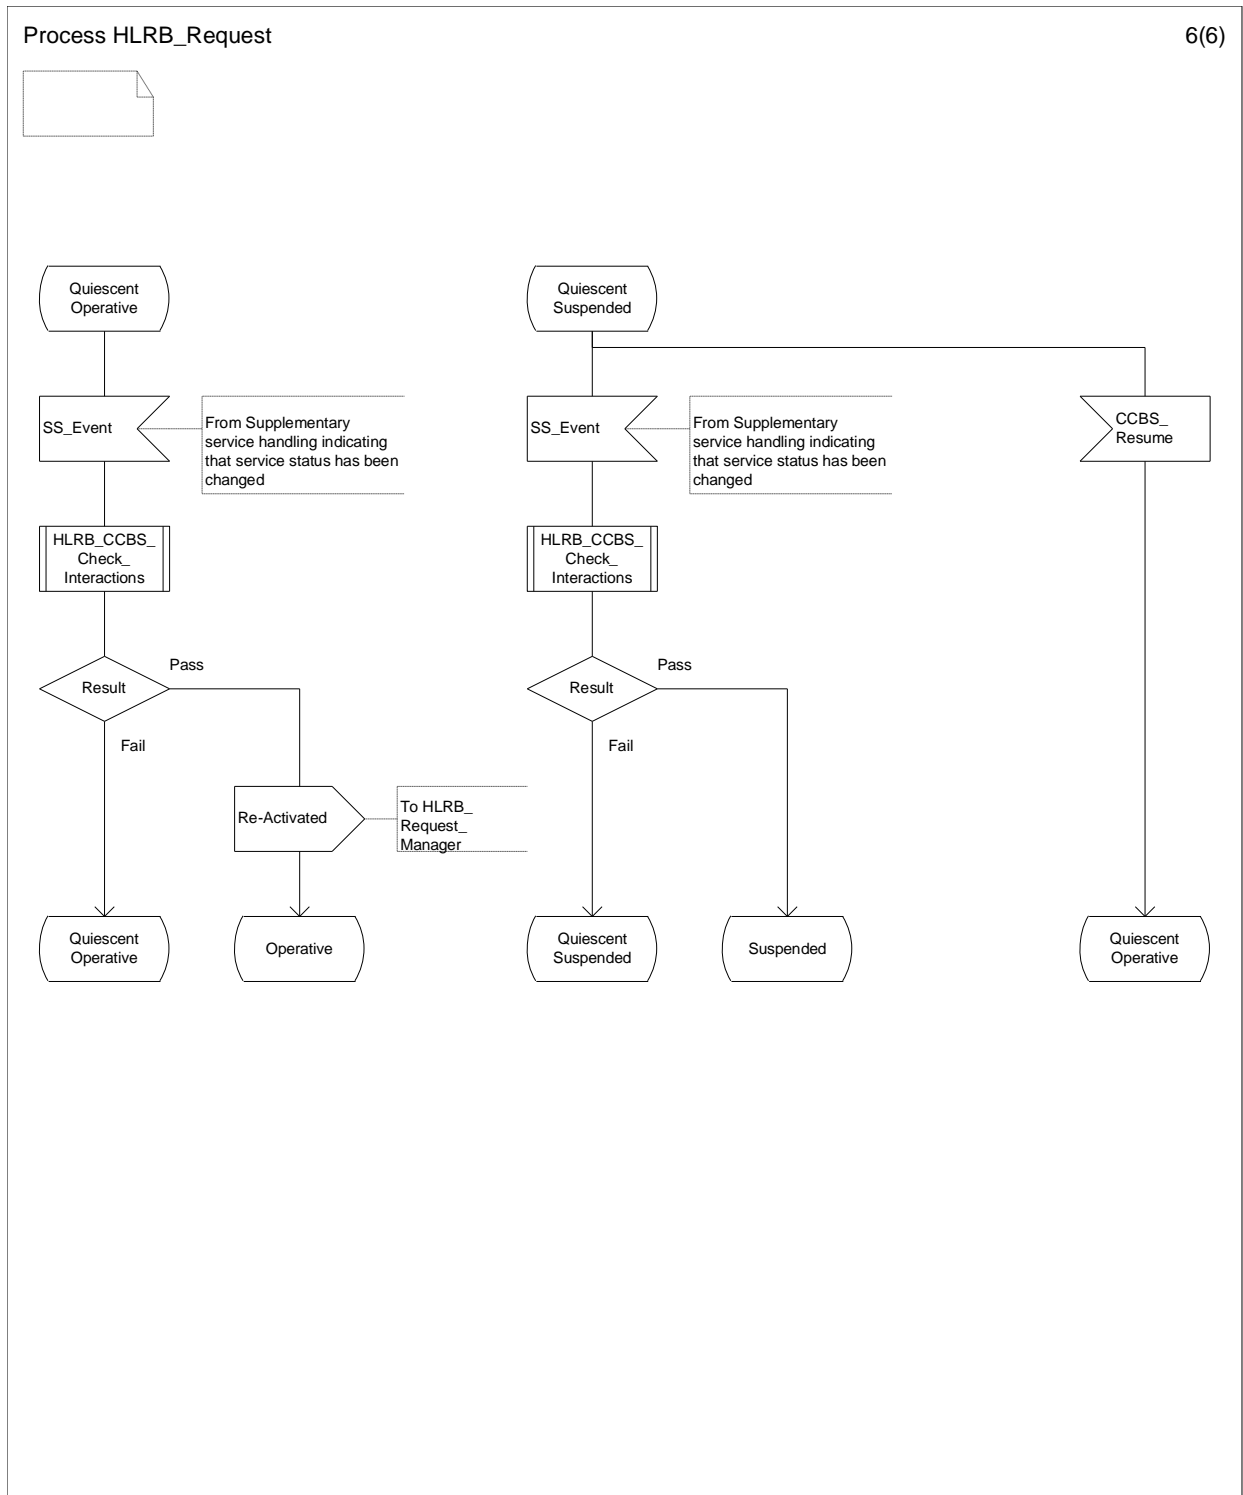 Process HLRB_Request
6(6)
Quiescent
Operative
Quiescent
Suspended
SS_Event
From Supplementary
service handling indicating
that service status has been
changed
SS_Event
From Supplementary
service handling indicating
that service status has been
changed
CCBS_
Resume
HLRB_CCBS_
Check_
Interactions
HLRB_CCBS_
Check_
Interactions
Result
Pass
Fail
Result
Pass
Fail
Re-Activated
To HLRB_
Request_
Manager
Quiescent
Operative
Operative
Quiescent
Suspended
Suspended
Quiescent
Operative